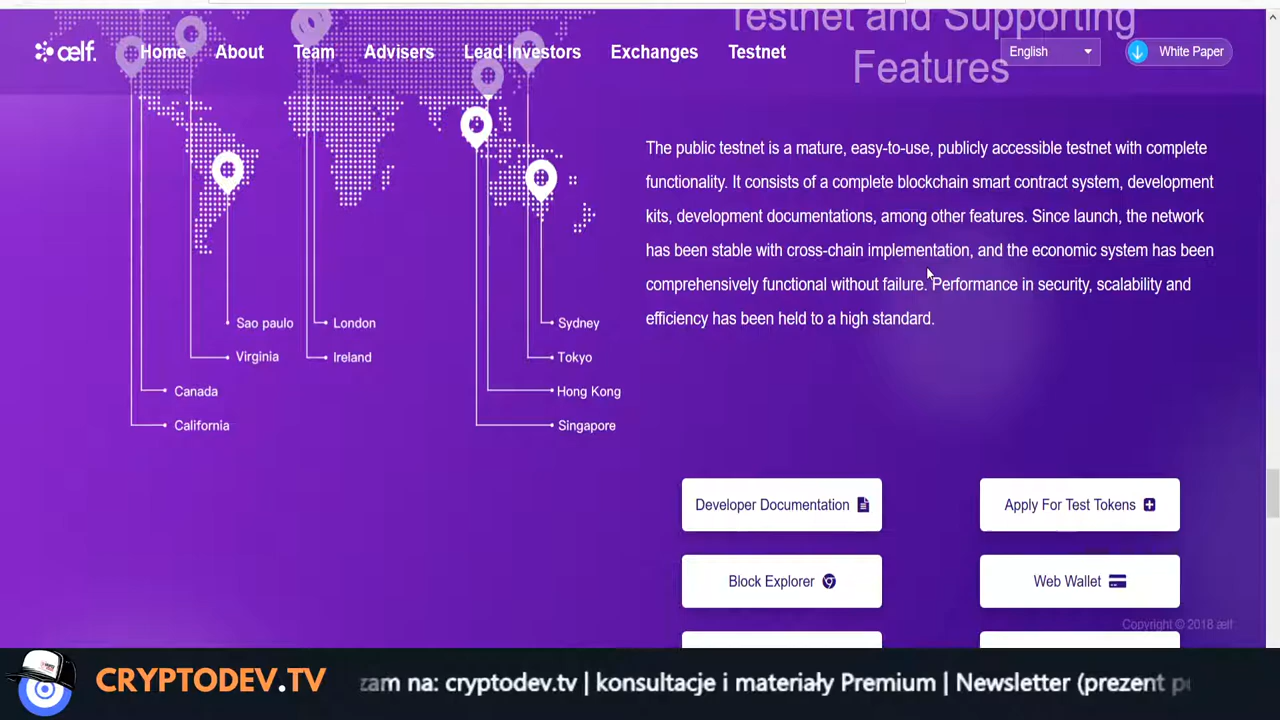 ælf.
Home About Team Advisers Lead Investors Exchanges Testnet
English
White Paper
Testnet and Supporting
Features
The public testnet is a mature, easy-to-use, publicly accessible testnet with complete
functionality. It consists of a complete blockchain smart contract system, development
kits, development documentations, among other features. Since launch, the network
has been stable with cross-chain implementation, and the economic system has been
comprehensively functional without failure. Performance in security, scalability and
efficiency has been held to a high standard.
Sao paulo London Sydney
Virginia Ireland Tokyo
Canada Hong Kong
California Singapore
Developer Documentation Apply For Test Tokens
Block Explorer Web Wallet
Copyright © 2018 ælf
CRYPTODEV.TV
zam na: cryptodev.tv | konsultacje i materiały Premium | Newsletter (prezent